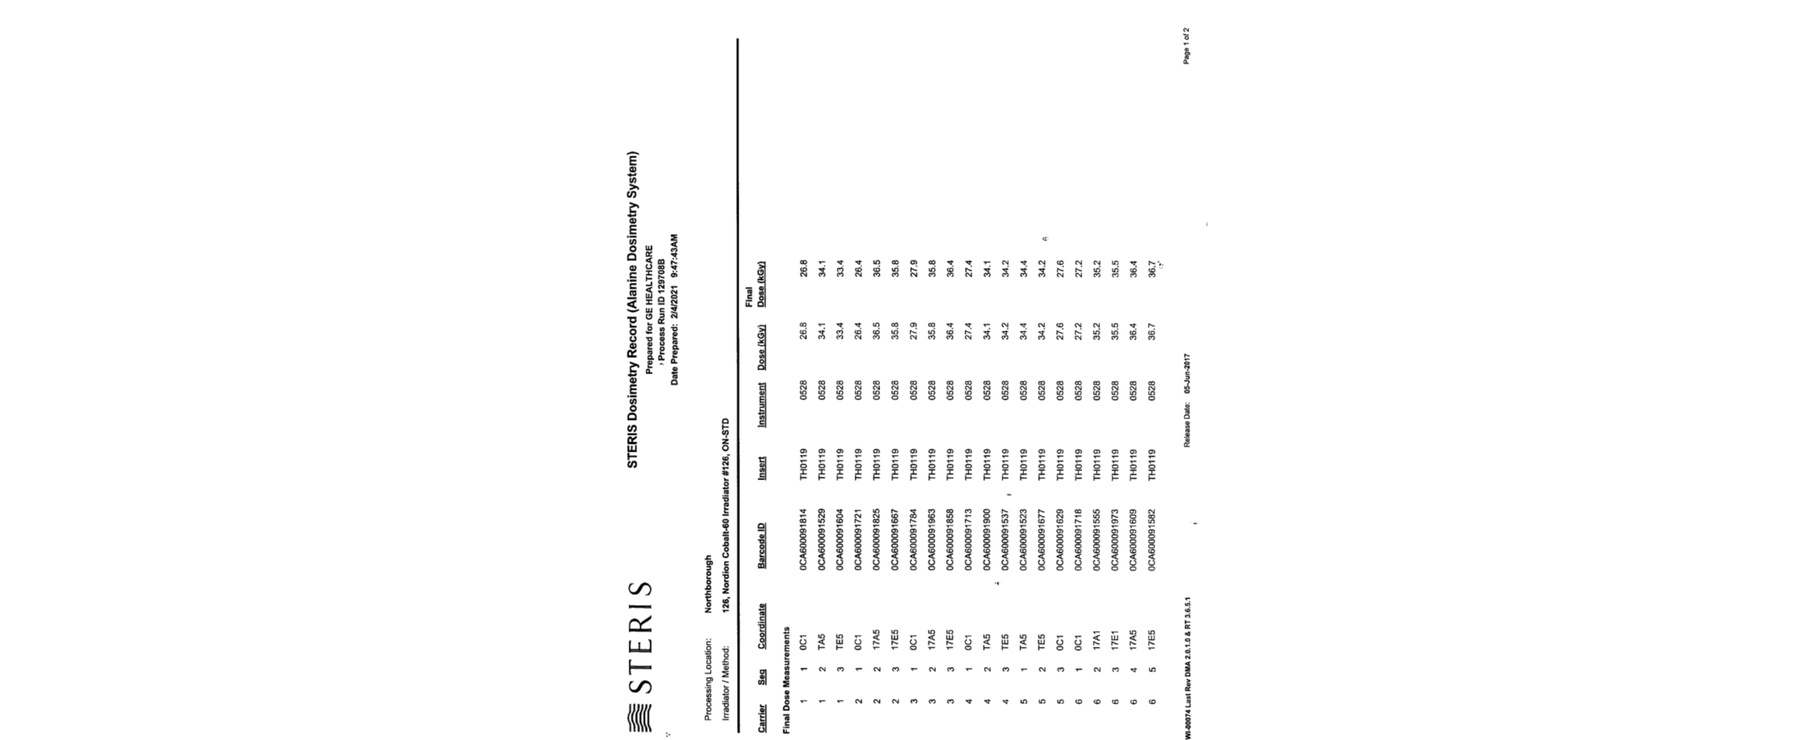 STERIS
STERIS Dosimetry Record (Alanine Dosimetry System)
Prepared for GE HEALTHCARE
Process Run ID 129708B
Date Prepared: 2/4/2021 9:47:43AM
Processing Location: Northborough
Irradiator / Method: 126, Nordion Cobalt-60 Irradiator #126, ON-STD
Final
Carrier Seq Coordinate Barcode ID Insert Instrument Dose (kGy) Dose (kGy)
Final Dose Measurements
1 1 0C1 0CA600091814 TH0119 0528 26.8 26.8
1 2 TA5 0CA600091529 TH0119 0528 34.1 34.1
1 3 TE5 0CA600091604 TH0119 0528 33.4 33.4
2 1 0C1 0CA600091721 TH0119 0528 26.4 26.4
2 2 17A5 0CA600091825 TH0119 0528 36.5 36.5
2 3 17E5 0CA600091667 TH0119 0528 35.8 35.8
3 1 0C1 0CA600091784 TH0119 0528 27.9 27.9
3 2 17A5 0CA600091963 TH0119 0528 35.8 35.8
3 3 17E5 0CA600091858 TH0119 0528 36.4 36.4
4 1 0C1 0CA600091713 TH0119 0528 27.4 27.4
4 2 TA5 0CA600091900 TH0119 0528 34.1 34.1
4 3 TE5 0CA600091537 TH0119 0528 34.2 34.2
5 1 TA5 0CA600091523 TH0119 0528 34.4 34.4
5 2 TE5 0CA600091677 TH0119 0528 34.2 34.2
5 3 0C1 0CA600091629 TH0119 0528 27.6 27.6
6 1 0C1 0CA600091718 TH0119 0528 27.2 27.2
6 2 17A1 0CA600091555 TH0119 0528 35.2 35.2
6 3 17E1 0CA600091973 TH0119 0528 35.5 35.5
6 4 17A5 0CA600091609 TH0119 0528 36.4 36.4
6 5 17E5 0CA600091582 TH0119 0528 36.7 36.7
WI-00074 Last Rev DMA 2.0.1.0 & RT 3.6.5.1 Release Date: 05-Jun-2017 Page 1 of 2